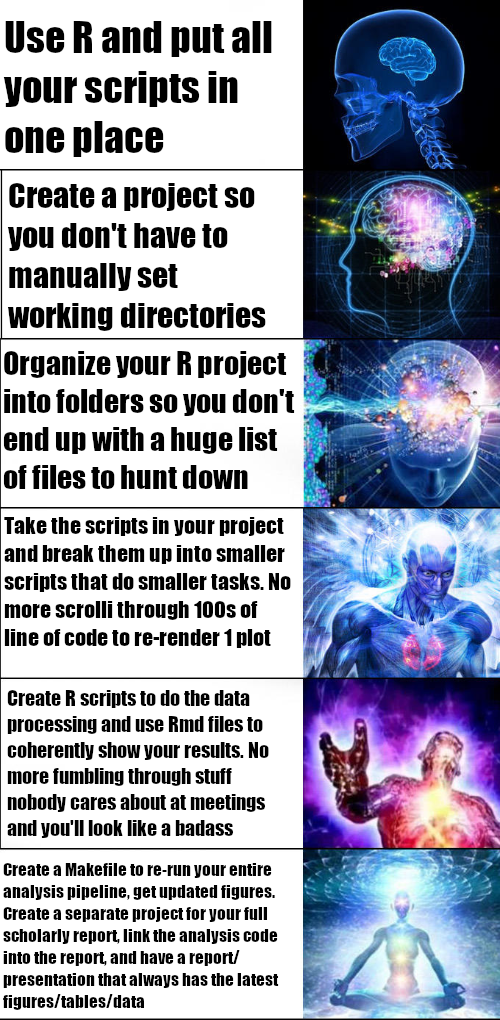 Use R and put all
your scripts in
one place
Create a project so
you don't have to
manually set
working directories
Organize your R project
into folders so you don't
end up with a huge list
of files to hunt down
Take the scripts in your project
and break them up into smaller
scripts that do smaller tasks. No
more scrolli through 100s of
line of code to re-render 1 plot
Create R scripts to do the data
processing and use Rmd files to
coherently show your results. No
more fumbling through stuff
nobody cares about at meetings
and you'll look like a badass
Create a Makefile to re-run your entire
analysis pipeline, get updated figures.
Create a separate project for your full
scholarly report, link the analysis code
into the report, and have a report/
presentation that always has the latest
figures/tables/data